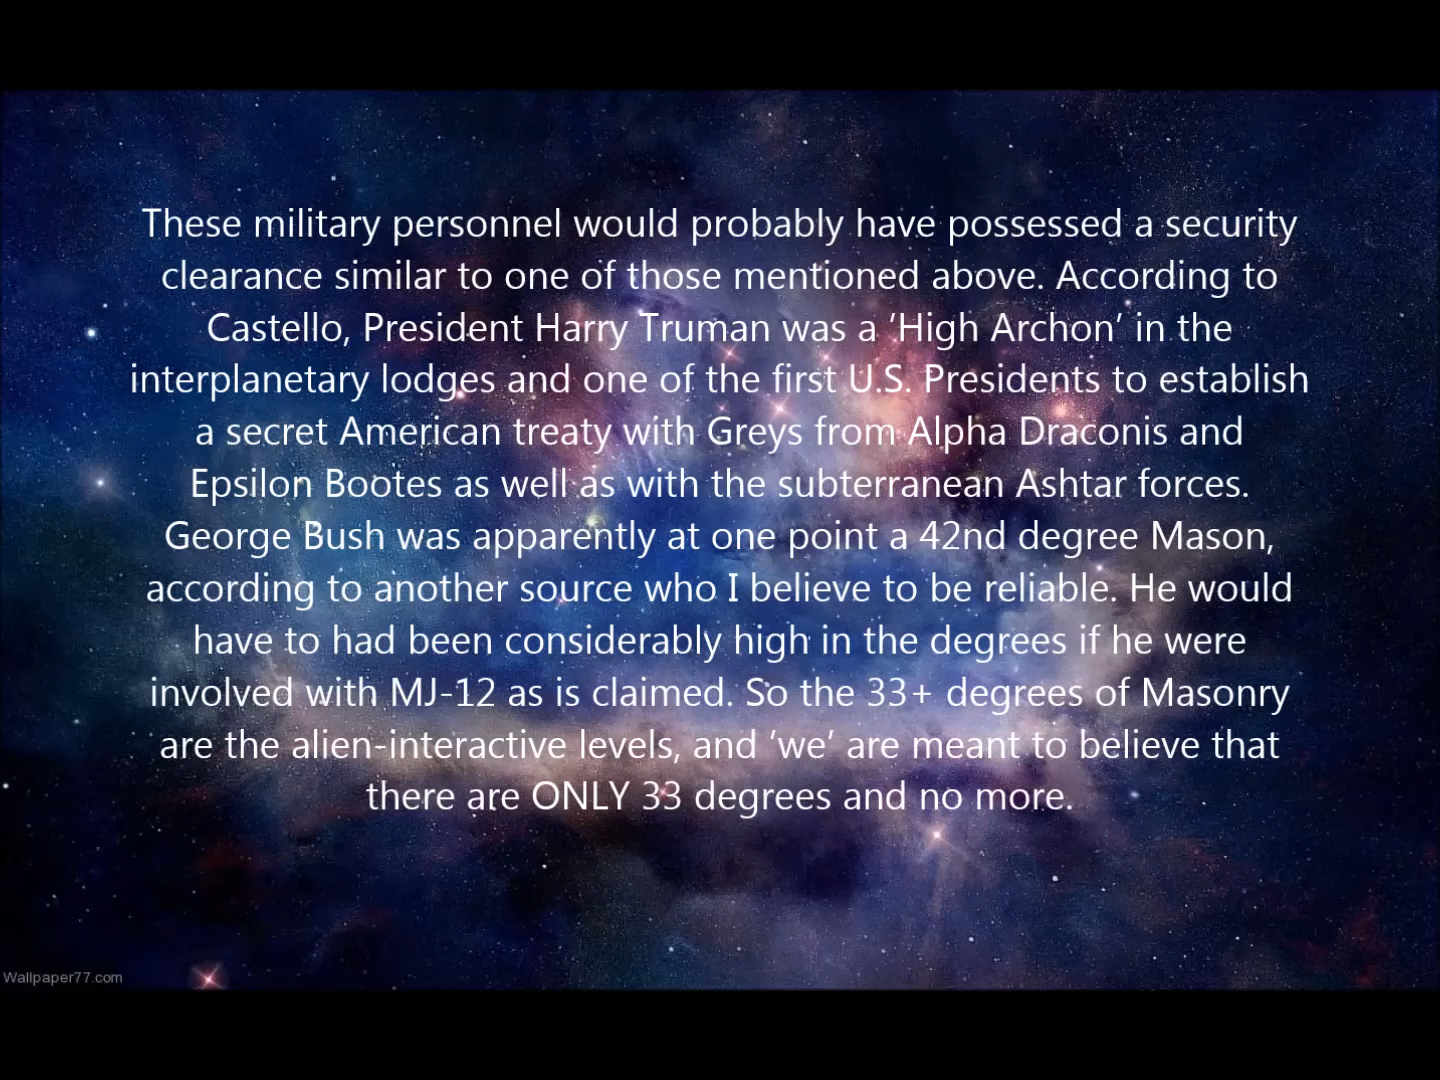 These military personnel would probably have possessed a security
clearance similar to one of those mentioned above. According to
Castello, President Harry Truman was a 'High Archon' in the
interplanetary lodges and one of the first U.S. Presidents to establish
a secret American treaty with Greys from Alpha Draconis and
Epsilon Bootes as well as with the subterranean Ashtar forces.
George Bush was apparently at one point a 42nd degree Mason,
according to another source who I believe to be reliable. He would
have to had been considerably high in the degrees if he were
involved with MJ-12 as is claimed. So the 33+ degrees of Masonry
are the alien-interactive levels, and 'we' are meant to believe that
there are ONLY 33 degrees and no more.
Wallpaper77.com